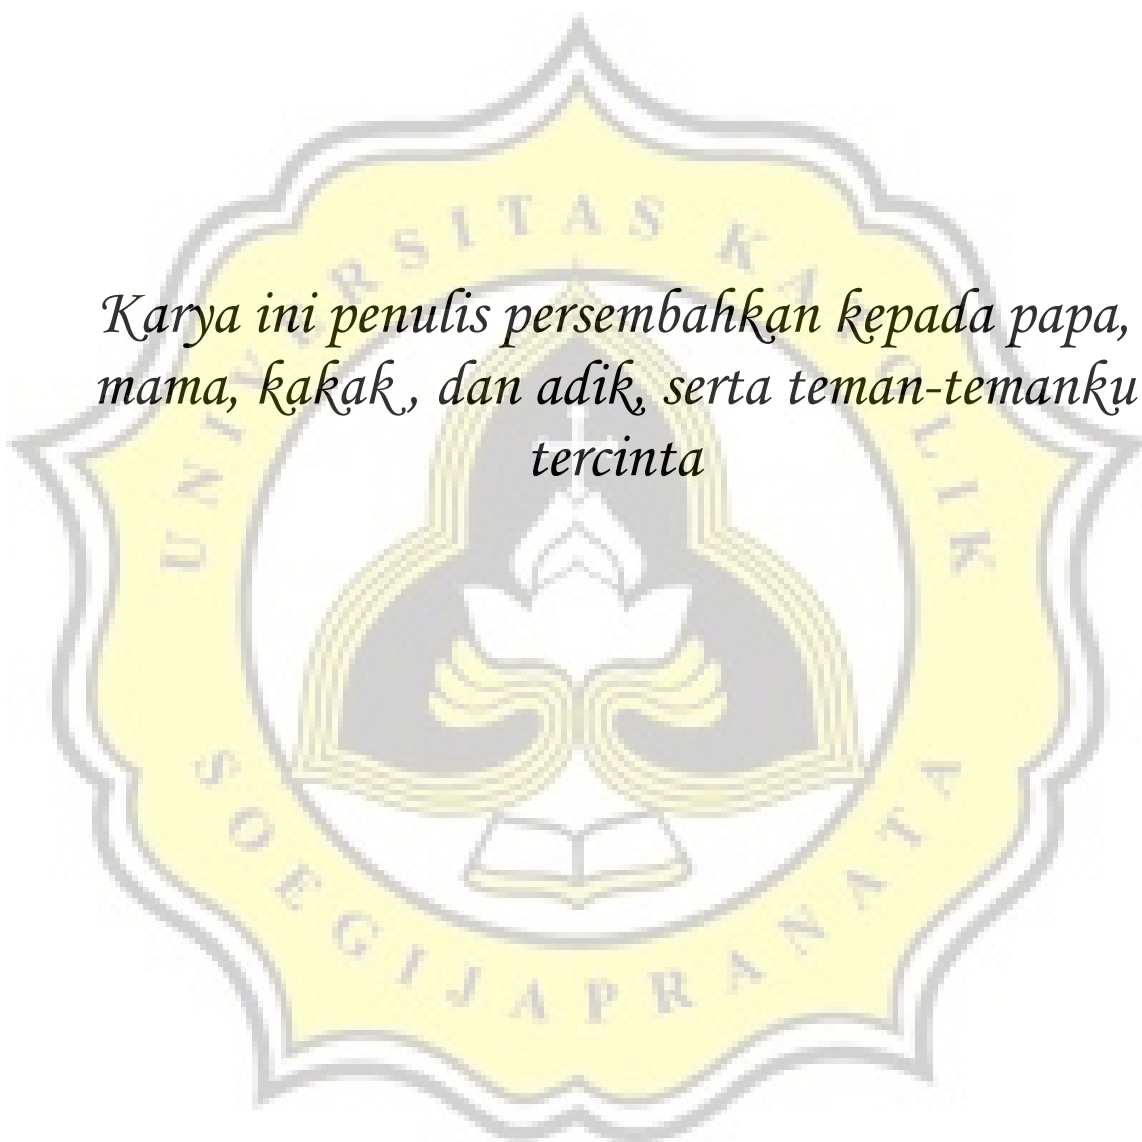 UNIVERSITAS KATOLIK
Karya ini penulis persembahkan kepada papa,
mama, kakak , dan adik, serta teman-temanku
tercinta
SOEGIJAPRANATA